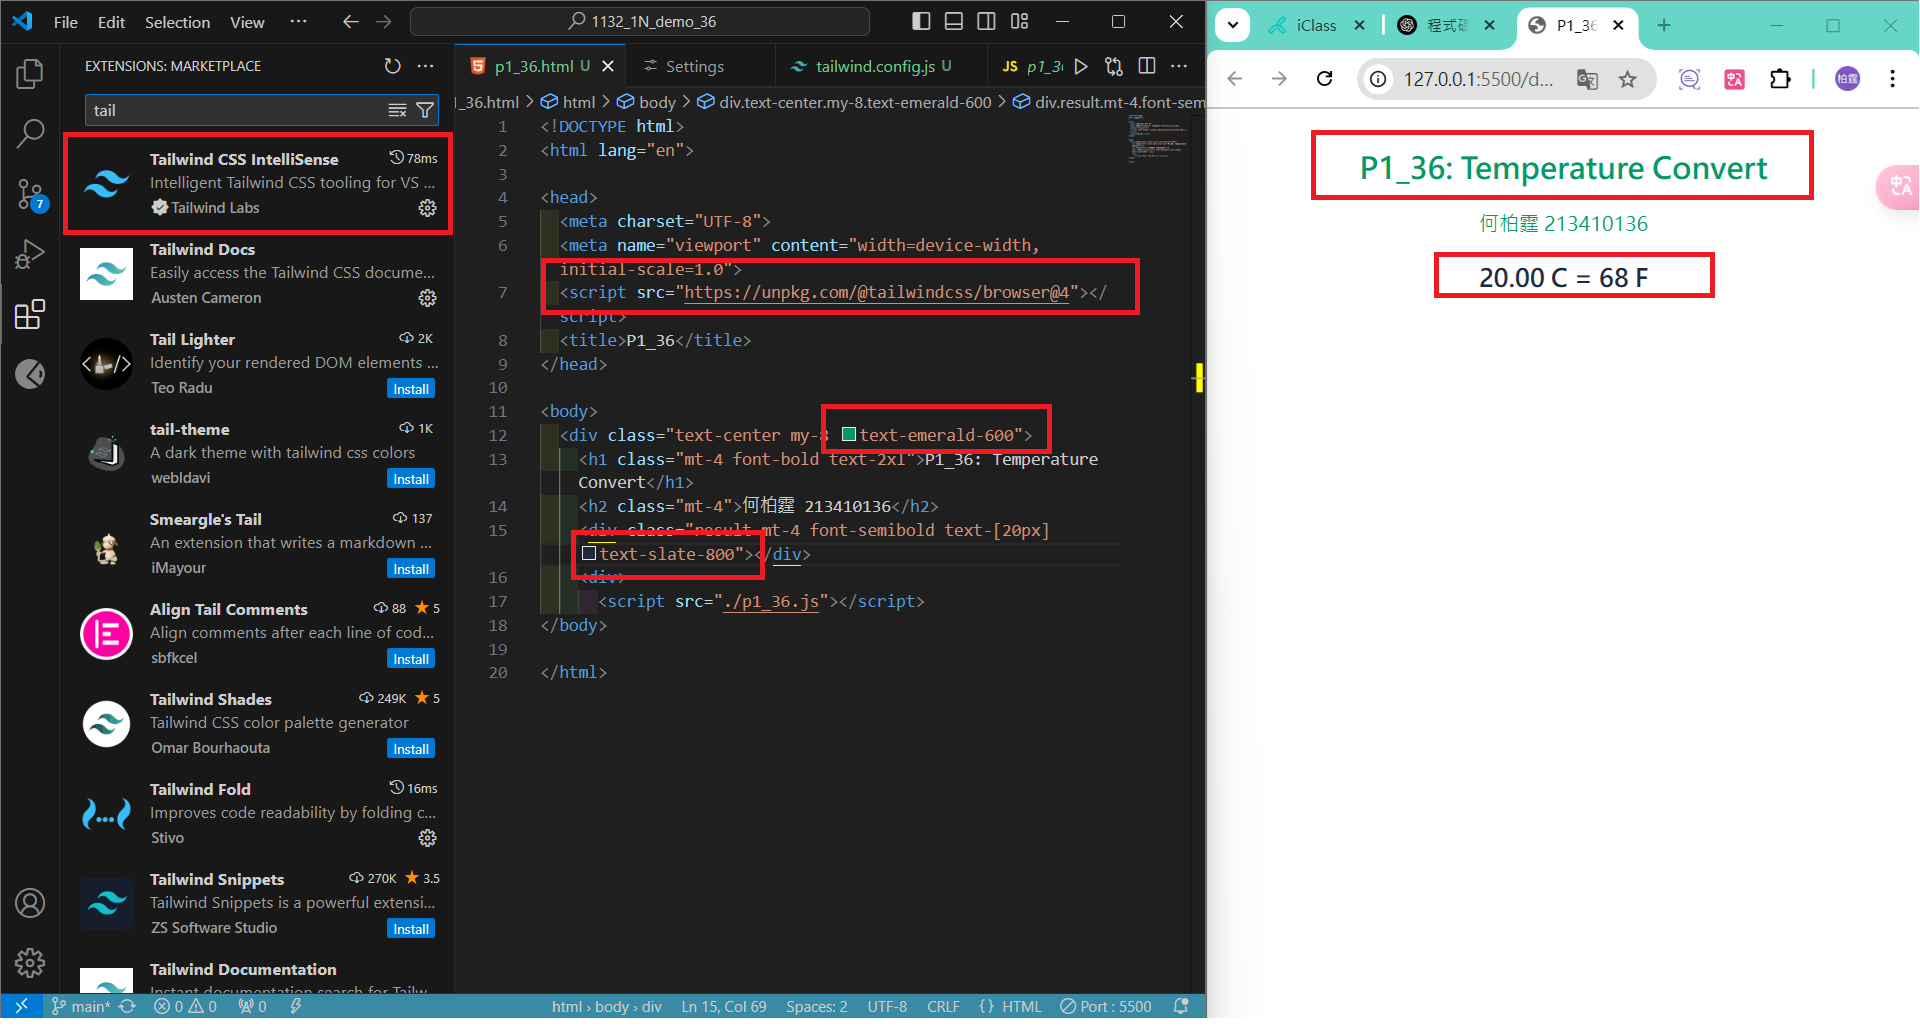 File Edit Selection View ··· 1132_1N_demo_36
EXTENSIONS: MARKETPLACE
tail
Tailwind CSS IntelliSense 78ms
Intelligent Tailwind CSS tooling for VS ...
Tailwind Labs
Tailwind Docs
Easily access the Tailwind CSS docume...
Austen Cameron
Tail Lighter 2K
Identify your rendered DOM elements ...
Teo Radu Install
tail-theme 1K
A dark theme with tailwind css colors
webldavi Install
Smeargle's Tail 137
An extension that writes a markdown ...
iMayour Install
Align Tail Comments 88 ★ 5
Align comments after each line of cod...
sbfkcel Install
Tailwind Shades 249K ★ 5
Tailwind CSS color palette generator
Omar Bourhaouta Install
Tailwind Fold 16ms
Improves code readability by folding c...
Stivo
Tailwind Snippets 270K ★ 3.5
Tailwind Snippets is a powerful extensi...
ZS Software Studio Install
Tailwind Documentation
Instant documentation search for Tailw...
p1_36.html U Settings tailwind.config.js U JS p1_3
1_36.html > html > body > div.text-center.my-8.text-emerald-600 > div.result.mt-4.font-sem
1 <!DOCTYPE html>
2 <html lang="en">
3
4 <head>
5 <meta charset="UTF-8">
6 <meta name="viewport" content="width=device-width,
initial-scale=1.0">
7 <script src="https://unpkg.com/@tailwindcss/browser@4"></
script>
8 <title>P1_36</title>
9 </head>
10
11 <body>
12 <div class="text-center my-8 text-emerald-600">
13 <h1 class="mt-4 font-bold text-2xl">P1_36: Temperature
Convert</h1>
14 <h2 class="mt-4">何柏霆 213410136</h2>
15 <div class="result mt-4 font-semibold text-[20px]
text-slate-800"></div>
16 <div>
17 <script src="./p1_36.js"></script>
18 </body>
19
20 </html>
main* 0 0 0 html › body › div Ln 15, Col 69 Spaces: 2 UTF-8 CRLF {} HTML Port : 5500
7
iClass 程式碼 P1_36
127.0.0.1:5500/d... 柏霆
P1_36: Temperature Convert
何柏霆 213410136
20.00 C = 68 F